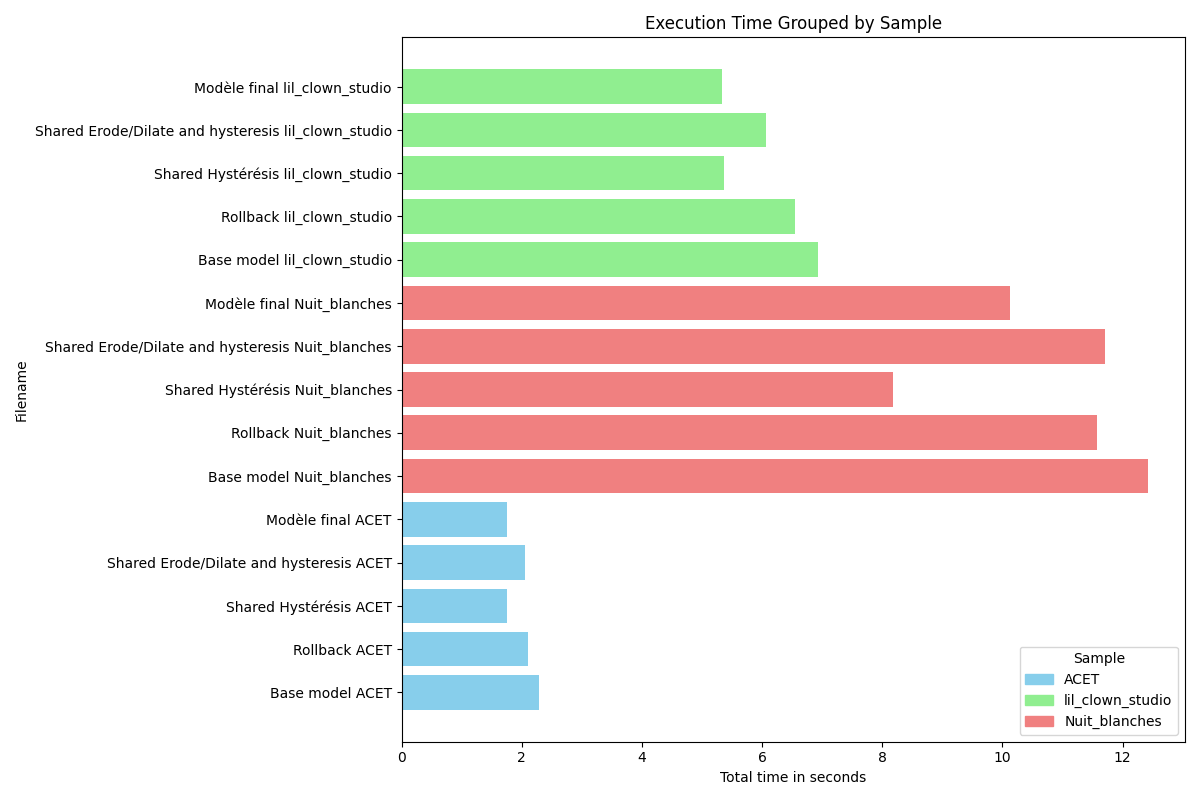 Execution Time Grouped by Sample
Filename
Modèle final lil_clown_studio
Shared Erode/Dilate and hysteresis lil_clown_studio
Shared Hystérésis lil_clown_studio
Rollback lil_clown_studio
Base model lil_clown_studio
Modèle final Nuit_blanches
Shared Erode/Dilate and hysteresis Nuit_blanches
Shared Hystérésis Nuit_blanches
Rollback Nuit_blanches
Base model Nuit_blanches
Modèle final ACET
Shared Erode/Dilate and hysteresis ACET
Shared Hystérésis ACET
Rollback ACET
Base model ACET
Sample
ACET
lil_clown_studio
Nuit_blanches
0 2 4 6 8 10 12
Total time in seconds